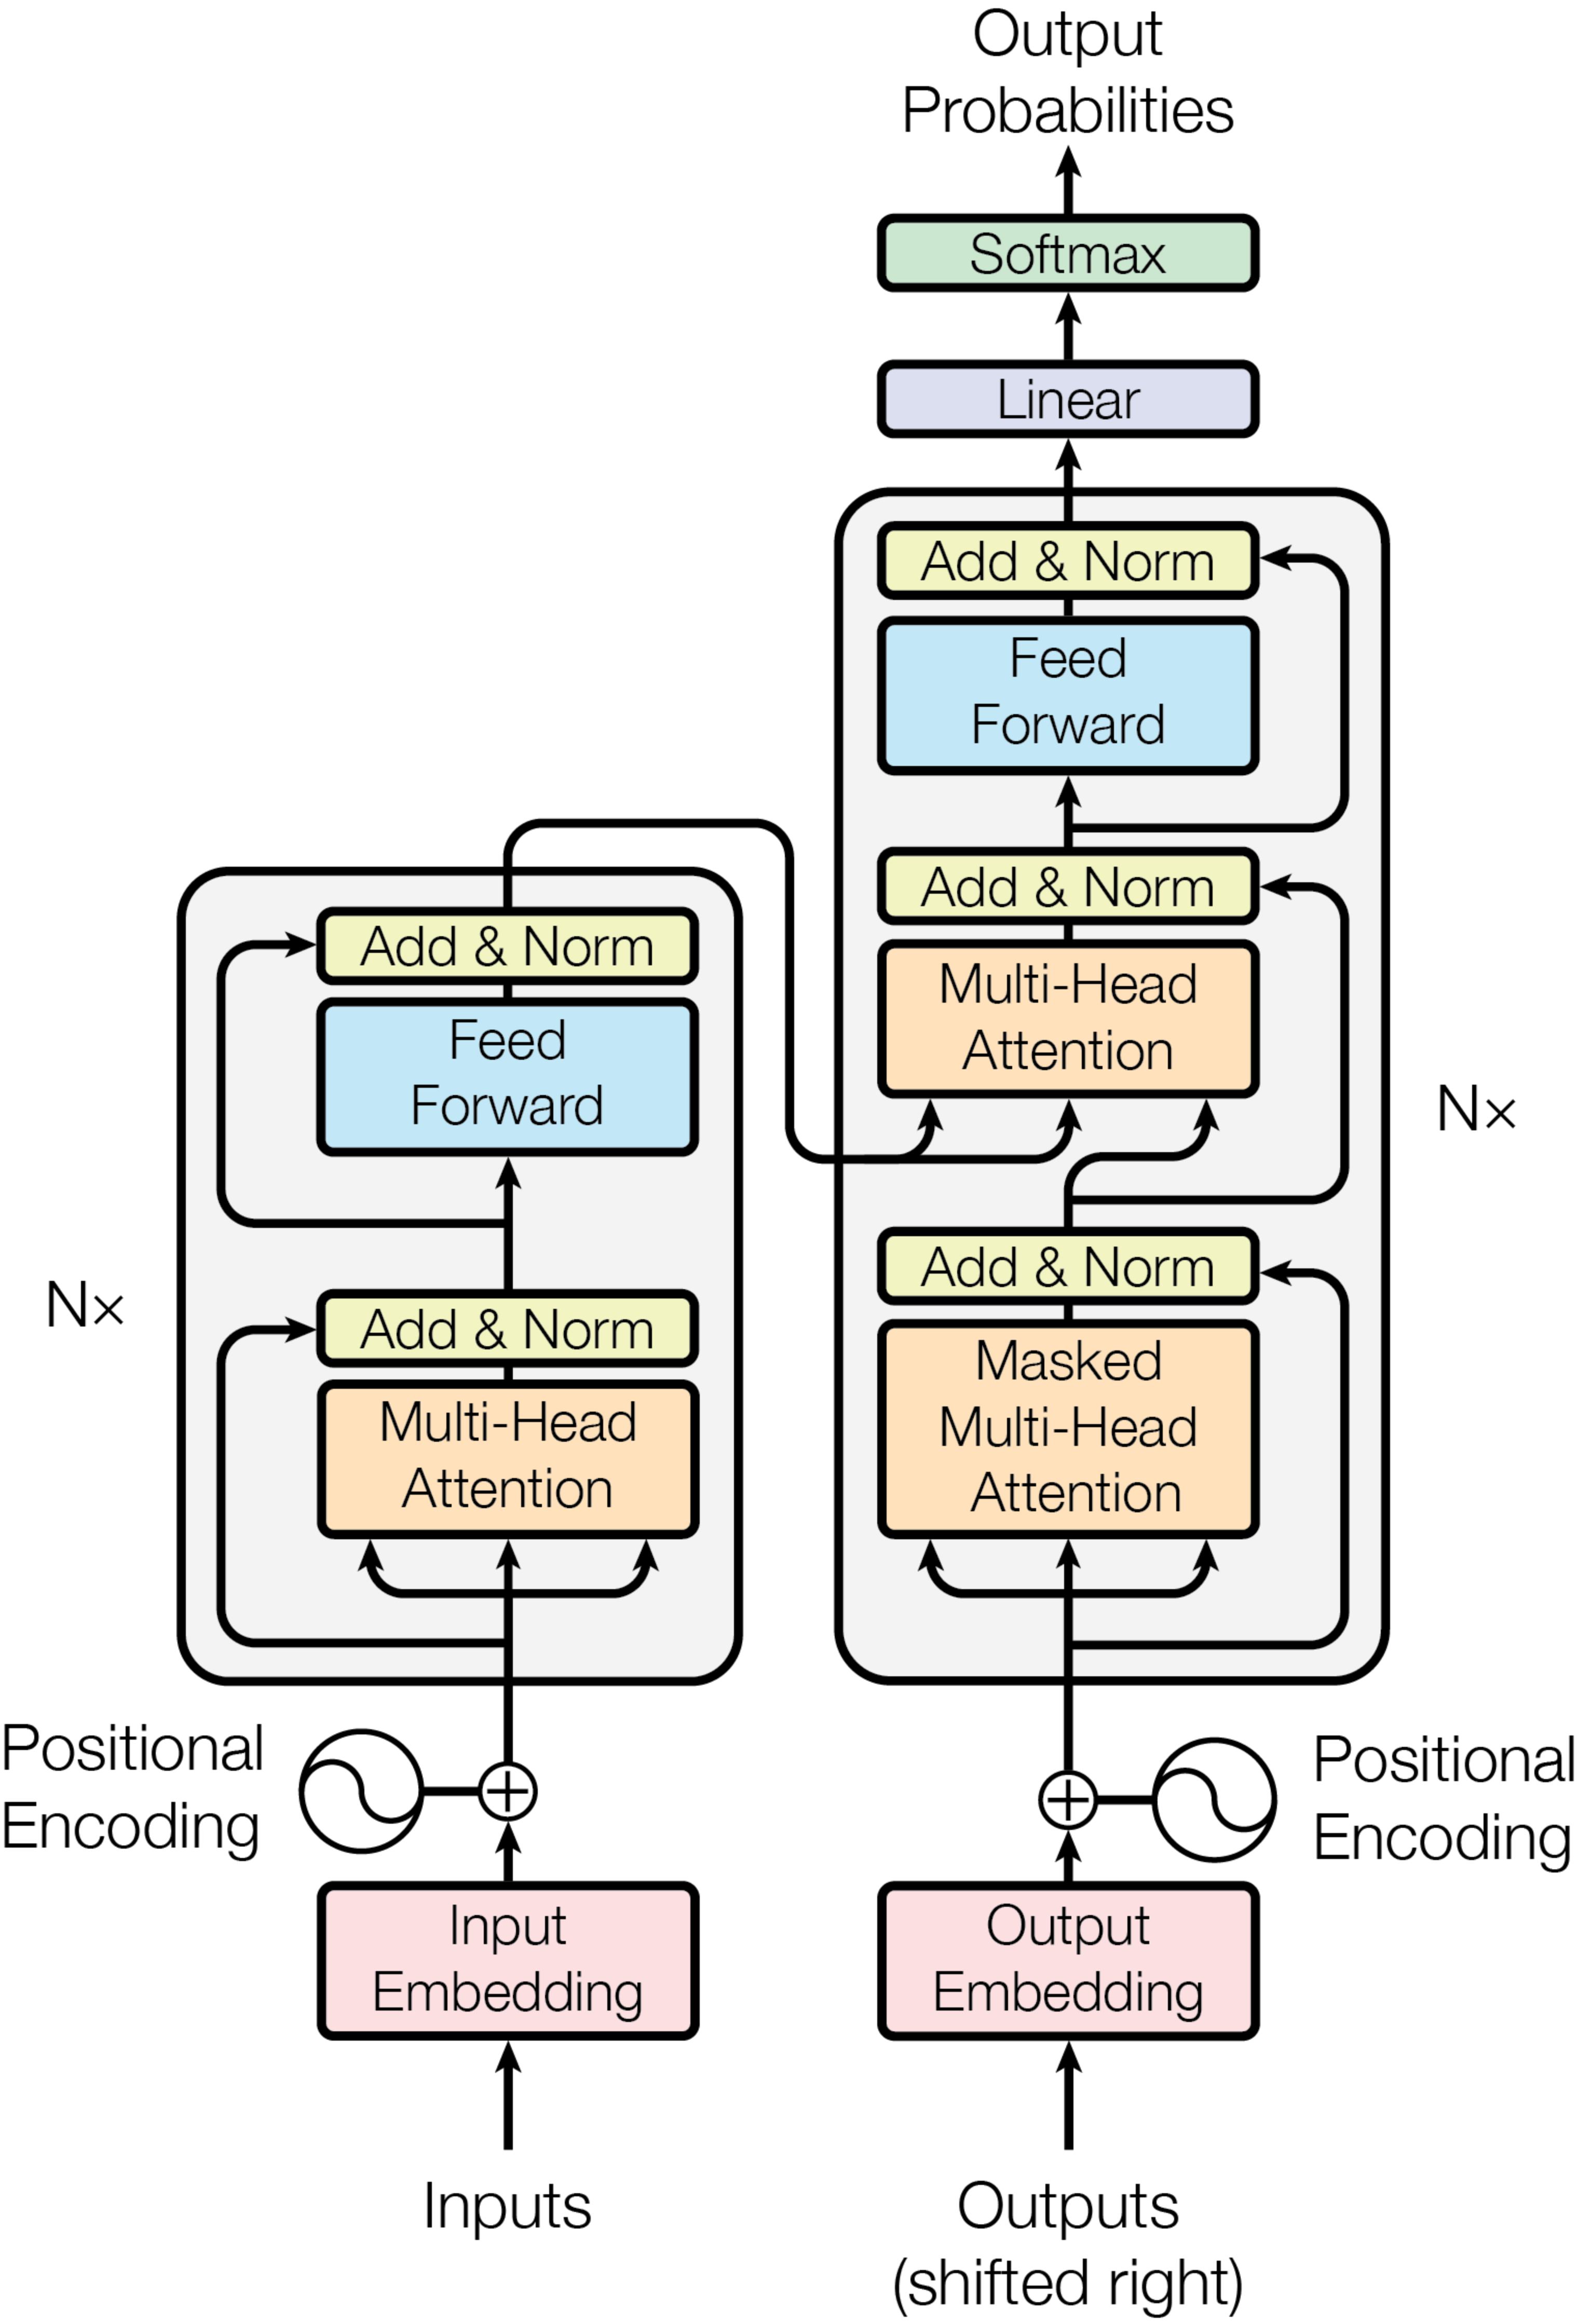 Output
Probabilities
Softmax
Linear
Add & Norm
Feed
Forward
Add & Norm
Multi-Head
Attention
Nx
Add & Norm
Masked
Multi-Head
Attention
Add & Norm
Feed
Forward
Nx
Add & Norm
Multi-Head
Attention
Positional
Encoding
Positional
Encoding
Input
Embedding
Output
Embedding
Inputs
Outputs
(shifted right)